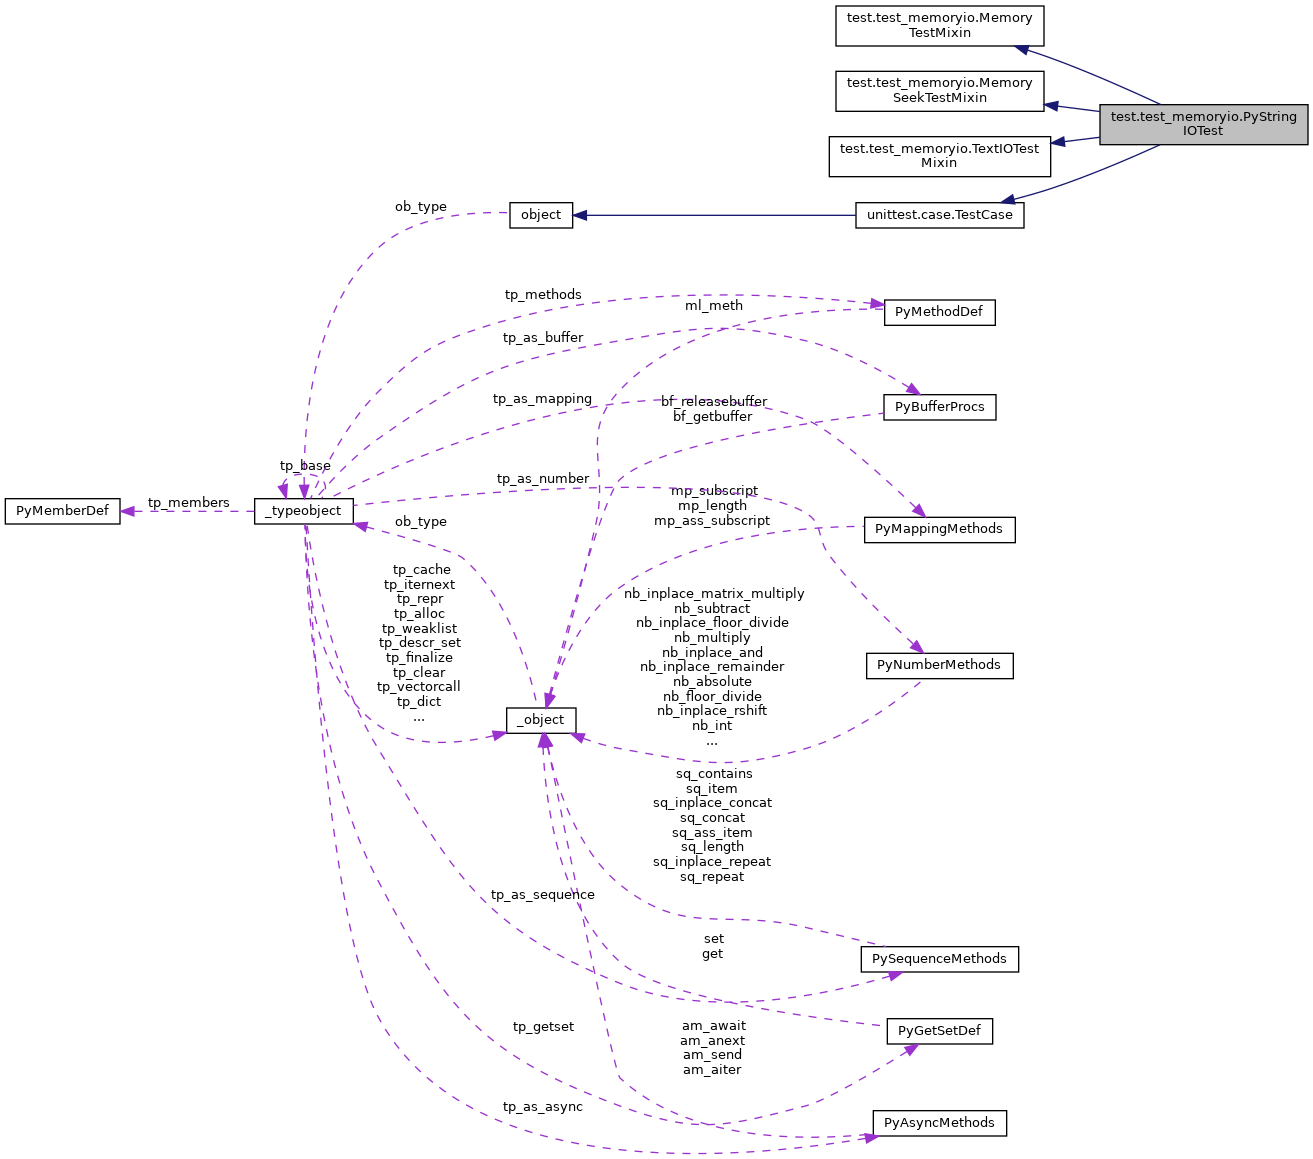 test.test_memoryio.Memory
TestMixin
test.test_memoryio.Memory
SeekTestMixin
test.test_memoryio.PyString
IOTest
test.test_memoryio.TextIOTest
Mixin
ob_type
object
unittest.case.TestCase
tp_methods
ml_meth
PyMethodDef
tp_as_buffer
tp_as_mapping
bf_releasebuffer
bf_getbuffer
PyBufferProcs
tp_base
tp_as_number
PyMemberDef
tp_members
_typeobject
ob_type
mp_subscript
mp_length
mp_ass_subscript
PyMappingMethods
tp_cache
tp_iternext
tp_repr
tp_alloc
tp_weaklist
tp_descr_set
tp_finalize
tp_clear
tp_vectorcall
tp_dict
...
nb_inplace_matrix_multiply
nb_subtract
nb_inplace_floor_divide
nb_multiply
nb_inplace_and
nb_inplace_remainder
nb_absolute
nb_floor_divide
nb_inplace_rshift
nb_int
...
PyNumberMethods
_object
sq_contains
sq_item
sq_inplace_concat
sq_concat
sq_ass_item
sq_length
sq_inplace_repeat
sq_repeat
tp_as_sequence
set
get
PySequenceMethods
tp_getset
am_await
am_anext
am_send
am_aiter
PyGetSetDef
tp_as_async
PyAsyncMethods